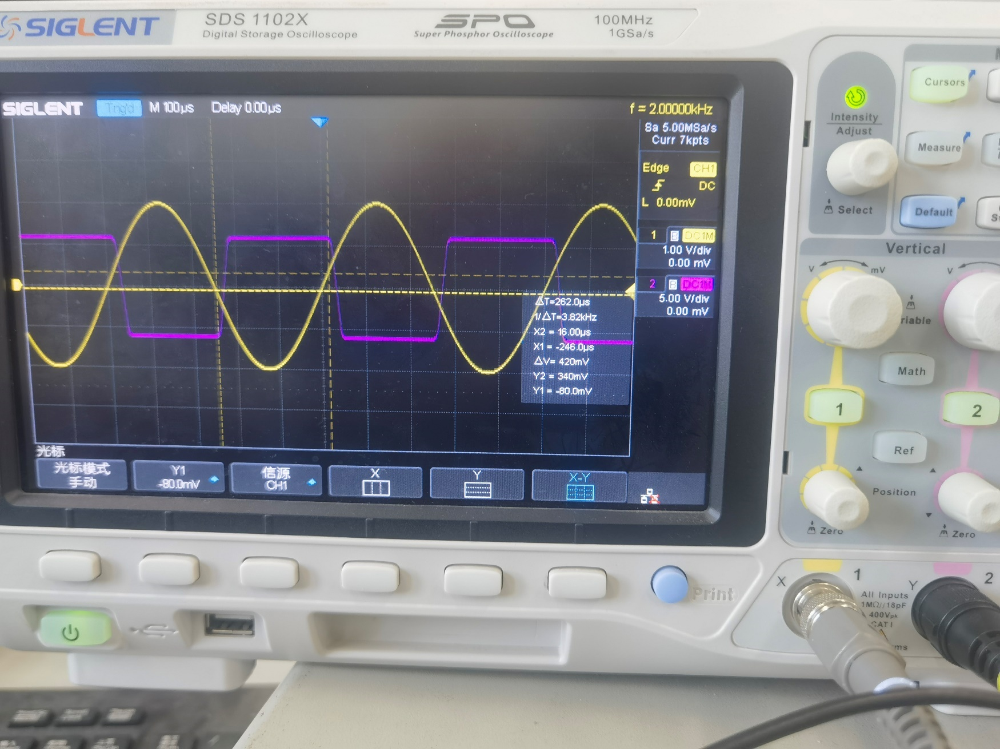 SIGLENT
SDS 1102X
Digital Storage Oscilloscope
SPO
Super Phosphor Oscilloscope
100MHz
1GSa/s
SIGLENT
Trig'd
M 100µs
Delay 0.00µs
f = 2.00000kHz
Sa 5.00MSa/s
Curr 7kpts
Edge CH1
DC
L 0.00mV
1 B DC1M
1.00 V/div
0.00 mV
2 B DC1M
5.00 V/div
0.00 mV
△T=262.0µs
1/△T=3.82kHz
X2 = 16.00µs
X1 = -246.0µs
△V= 420mV
Y2 = 340mV
Y1 = -80.0mV
光标
光标模式
手动
Y1
-80.0mV
信源
CH1
X
Y
X-Y
Cursors
Intensity
Adjust
Measure
Select
Default
Vertical
V mV
V
riable
Math
1
2
Ref
Position
Zero
Zero
Print
X
1
Y
2
All Inputs
1MΩ//18pF
400Vpk
CAT I